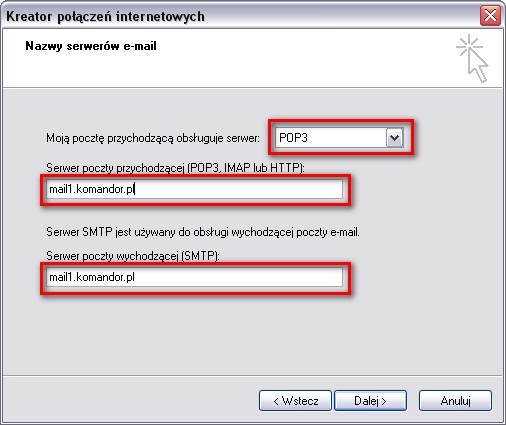 Kreator połączeń internetowych
Nazwy serwerów e-mail
Moją pocztę przychodzącą obsługuje serwer: POP3
Serwer poczty przychodzącej (POP3, IMAP lub HTTP):
mail1.komandor.pl
Serwer SMTP jest używany do obsługi wychodzącej poczty e-mail.
Serwer poczty wychodzącej (SMTP):
mail1.komandor.pl
< Wstecz Dalej > Anuluj